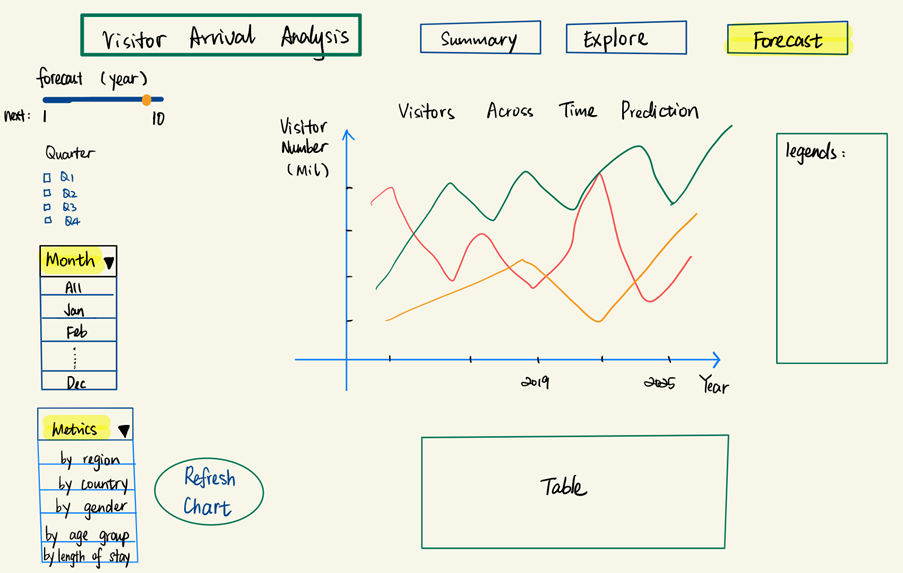 Visitor Arrival Analysis
Summary
Explore
Forecast
forecast (year)
next: 1 10
Quarter
Q1
Q2
Q3
Q4
Month
All
Jan
Feb
Dec
Metrics
by region
by country
by gender
by age group
by length of stay
Refresh
Chart
Visitors Across Time Prediction
Visitor
Number
(Mil)
2019
2025
Year
legends:
Table